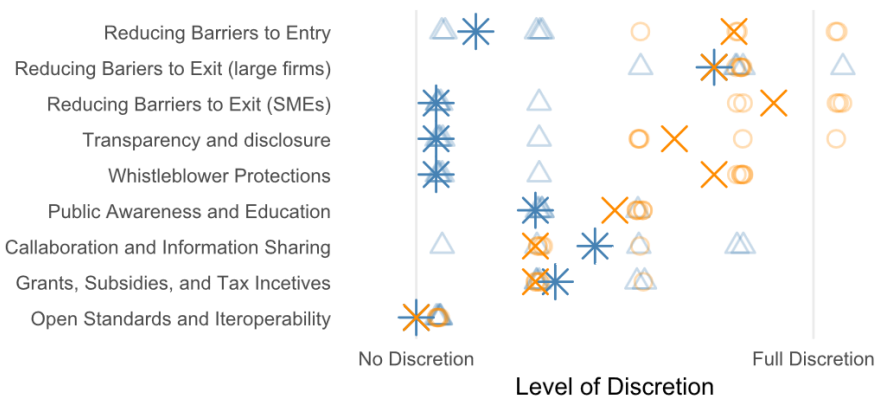 Reducing Barriers to Entry
Reducing Bariers to Exit (large firms)
Reducing Barriers to Exit (SMEs)
Transparency and disclosure
Whistleblower Protections
Public Awareness and Education
Callaboration and Information Sharing
Grants, Subsidies, and Tax Incetives
Open Standards and Iteroperability
No Discretion
Full Discretion
Level of Discretion